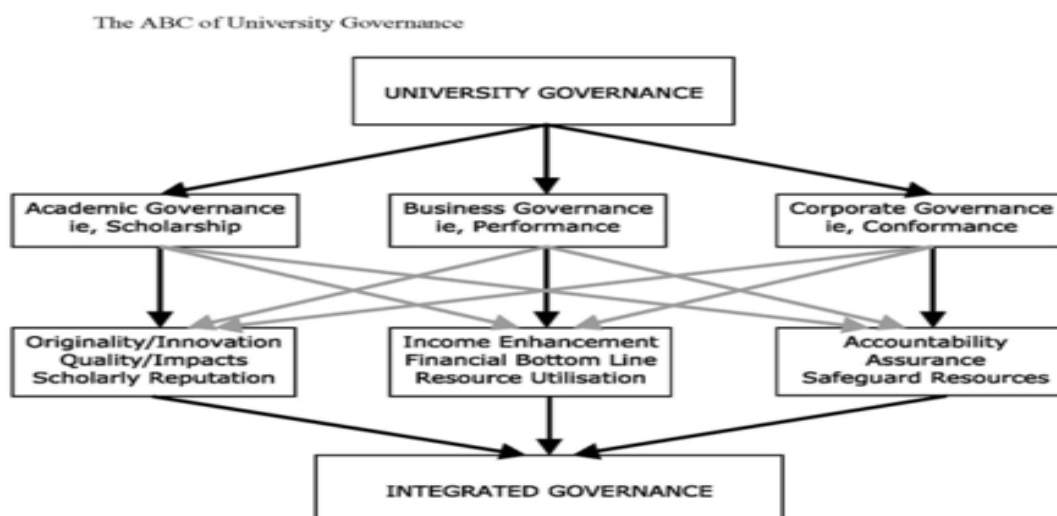 The ABC of University Governance
UNIVERSITY GOVERNANCE
Academic Governance
ie, Scholarship
Business Governance
ie, Performance
Corporate Governance
ie, Conformance
Originality/Innovation
Quality/Impacts
Scholarly Reputation
Income Enhancement
Financial Bottom Line
Resource Utilisation
Accountability
Assurance
Safeguard Resources
INTEGRATED GOVERNANCE